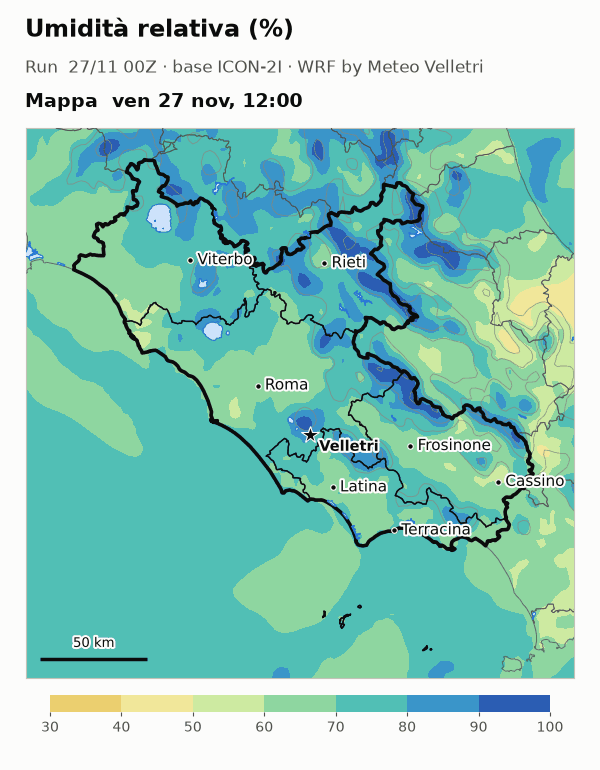 Umidità relativa (%)
Run  27/11 00Z · base ICON-2I · WRF by Meteo Velletri
Mappa  ven 27 nov, 12:00
Viterbo
Rieti
Roma
Velletri
Frosinone
Cassino
Latina
Terracina
50 km
30 40 50 60 70 80 90 100